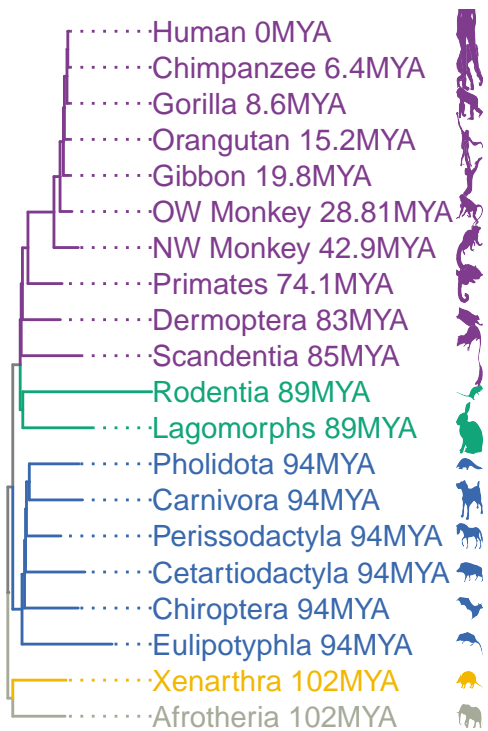 Human 0MYA
Chimpanzee 6.4MYA
Gorilla 8.6MYA
Orangutan 15.2MYA
Gibbon 19.8MYA
OW Monkey 28.81MYA
NW Monkey 42.9MYA
Primates 74.1MYA
Dermoptera 83MYA
Scandentia 85MYA
Rodentia 89MYA
Lagomorphs 89MYA
Pholidota 94MYA
Carnivora 94MYA
Perissodactyla 94MYA
Cetartiodactyla 94MYA
Chiroptera 94MYA
Eulipotyphla 94MYA
Xenarthra 102MYA
Afrotheria 102MYA